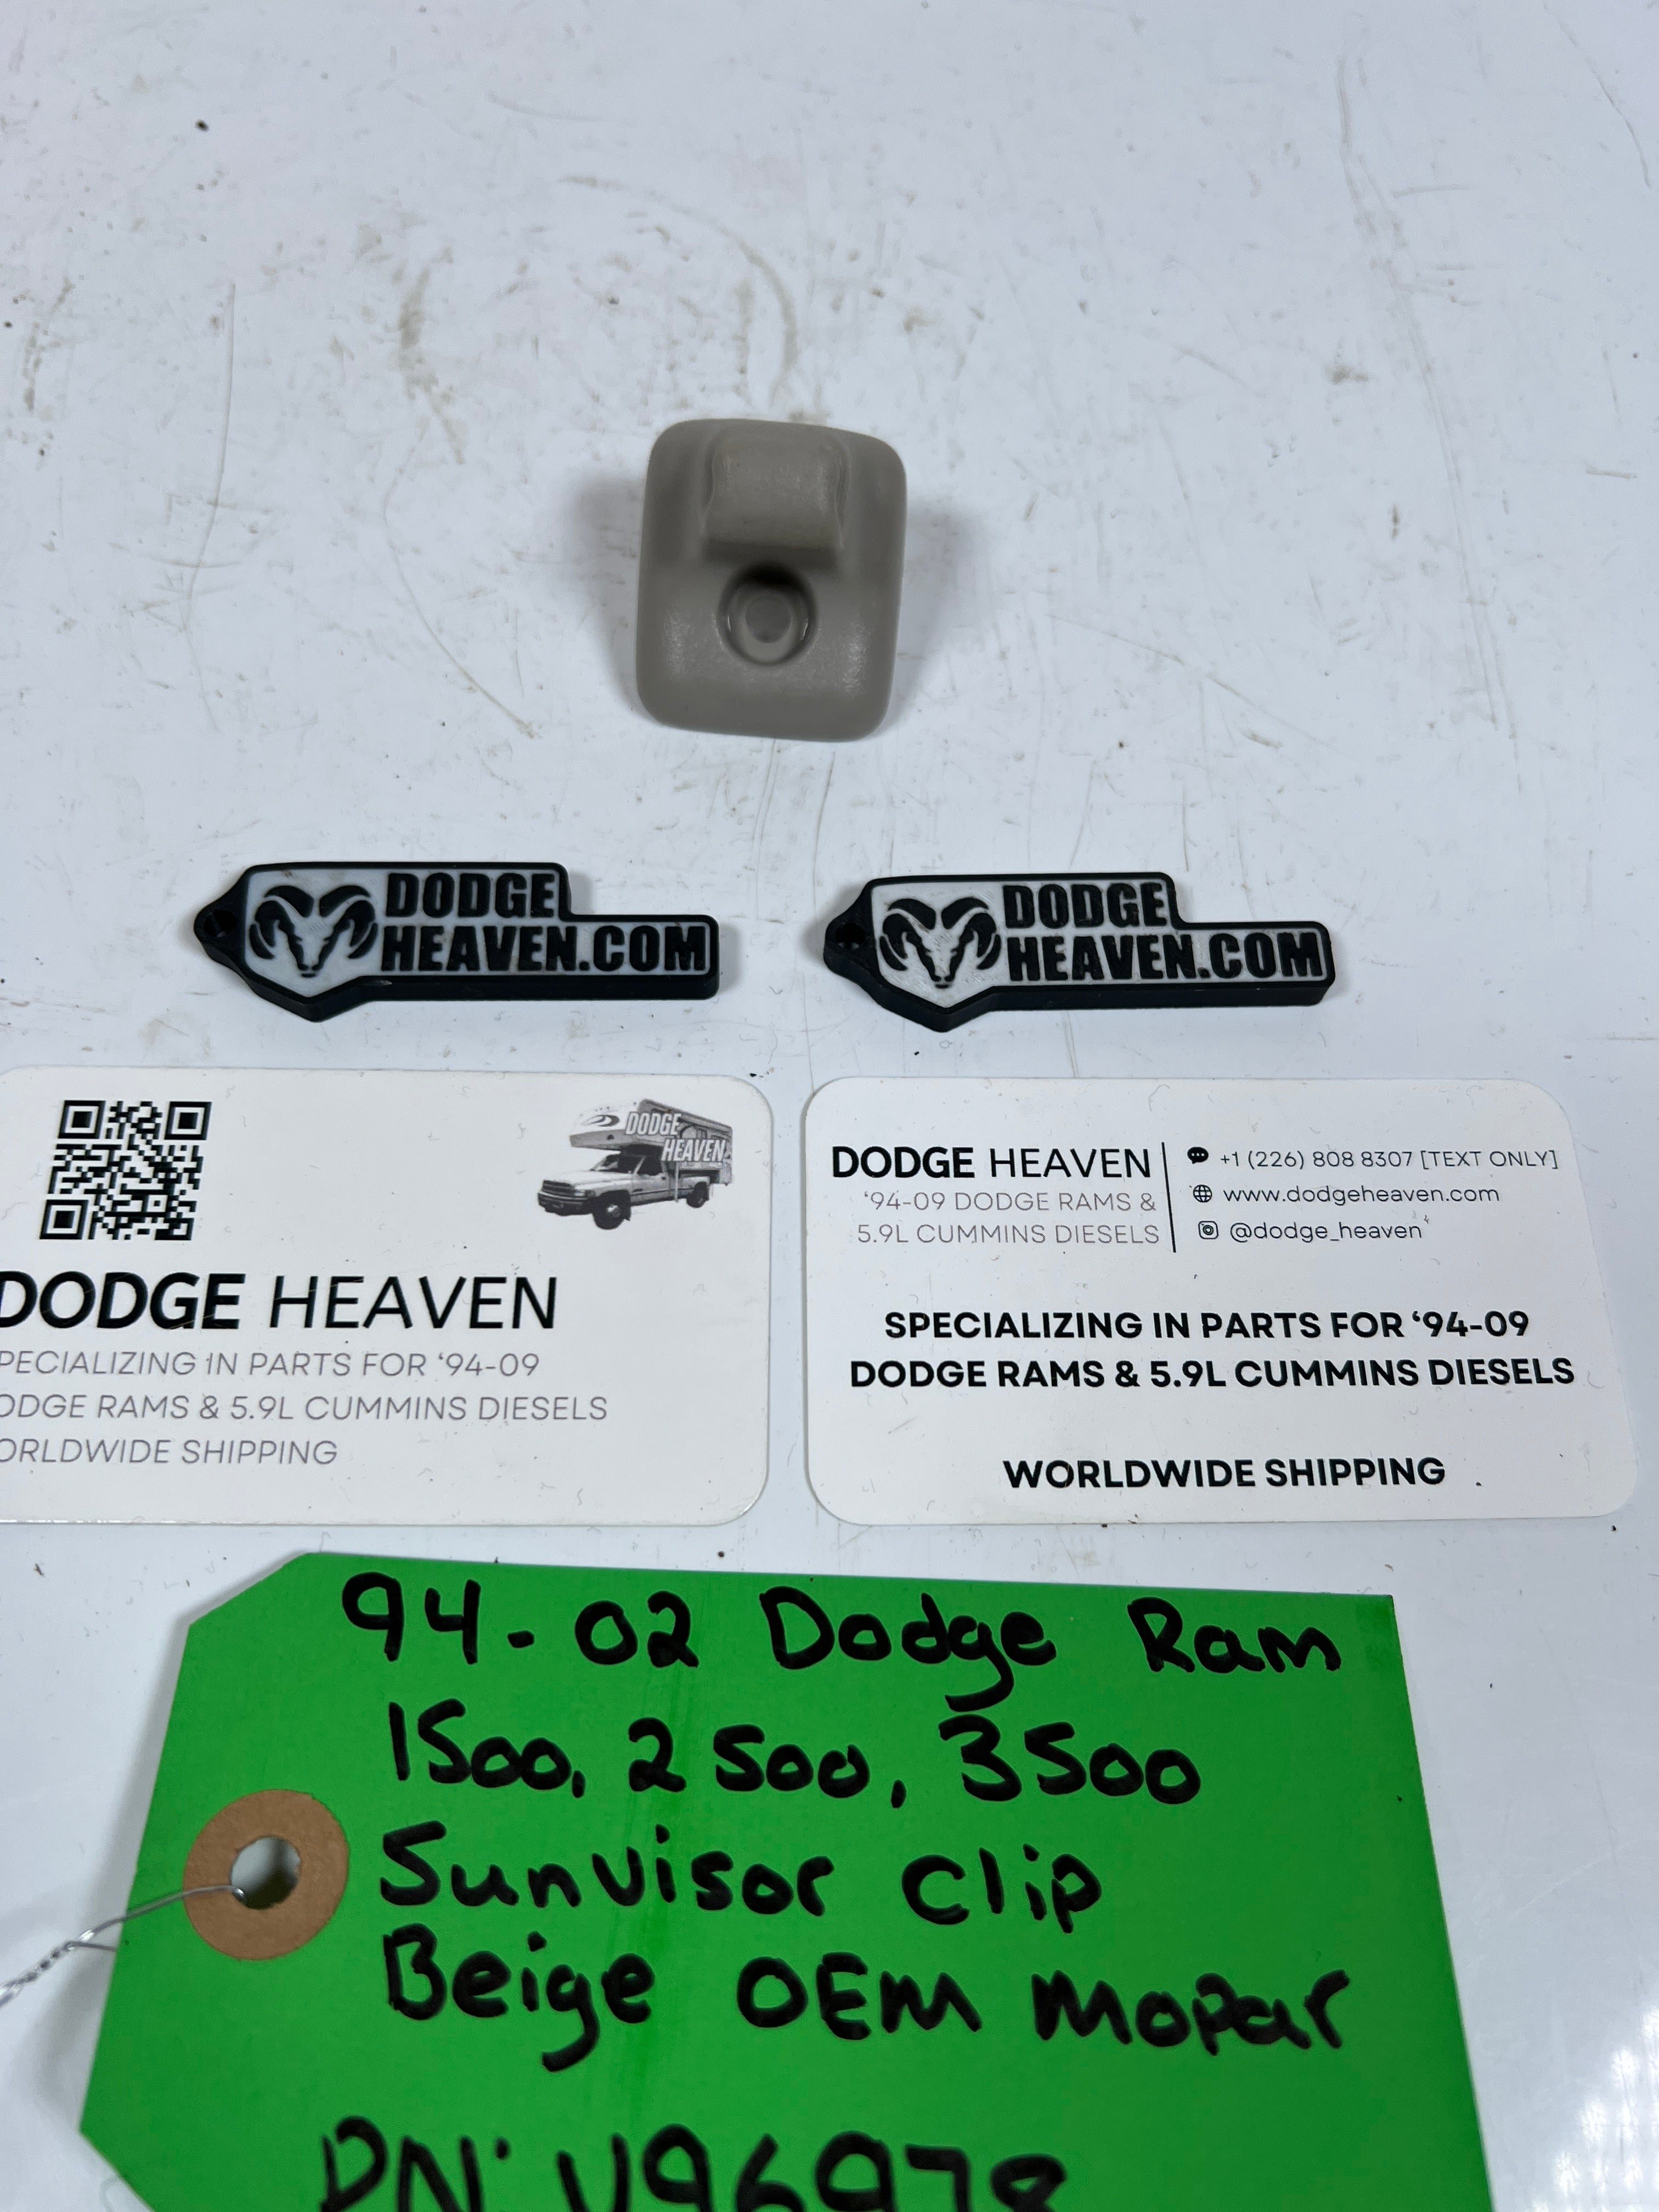 DODGE
HEAVEN.COM
DODGE
HEAVEN.COM
DODGE
HEAVEN
DODGE HEAVEN
PECIALIZING IN PARTS FOR ‘94-09
ODGE RAMS & 5.9L CUMMINS DIESELS
ORLDWIDE SHIPPING
DODGE HEAVEN
‘94-09 DODGE RAMS &
5.9L CUMMINS DIESELS
+1 (226) 808 8307 [TEXT ONLY]
www.dodgeheaven.com
@dodge_heaven
SPECIALIZING IN PARTS FOR ‘94-09
DODGE RAMS & 5.9L CUMMINS DIESELS
WORLDWIDE SHIPPING
94-02 Dodge Ram
1500, 2500, 3500
Sunvisor Clip
Beige OEM Mopar
PN: